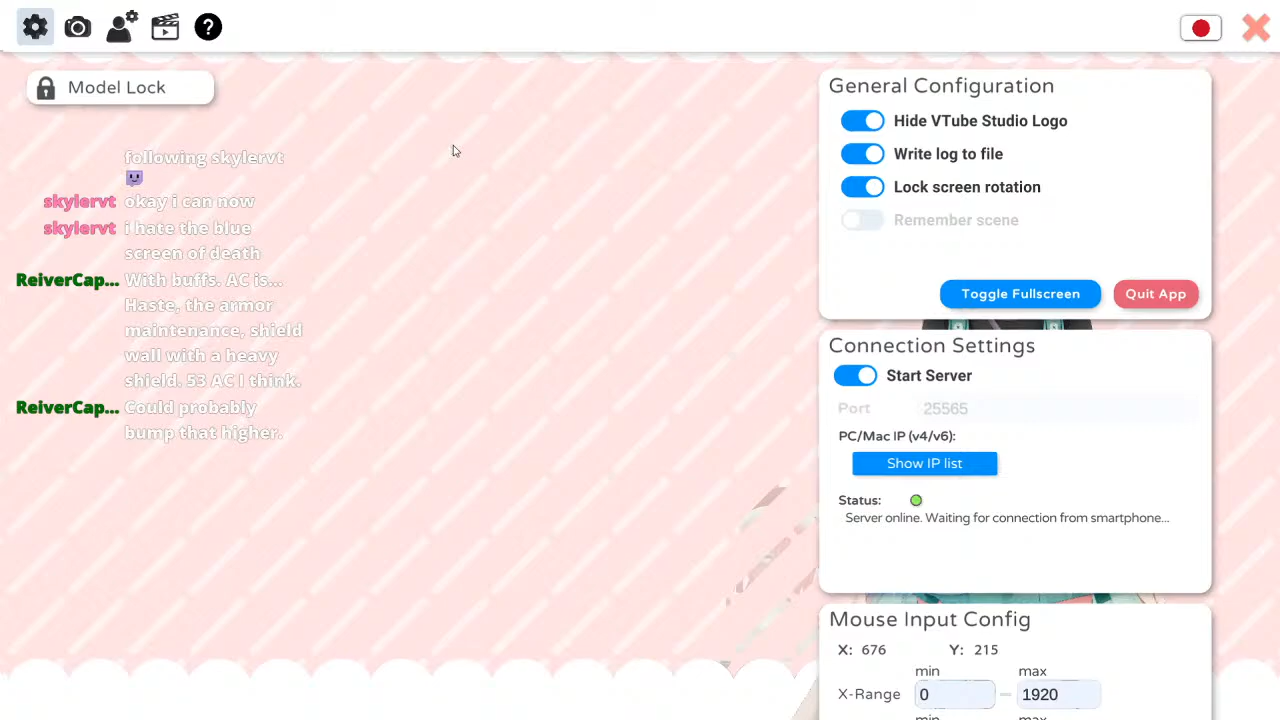 Model Lock
following skylervt
skylervt okay i can now
skylervt i hate the blue
screen of death
ReiverCap... With buffs. AC is...
Haste, the armor
maintenance, shield
wall with a heavy
shield. 53 AC I think.
ReiverCap... Could probably
bump that higher.
General Configuration
Hide VTube Studio Logo
Write log to file
Lock screen rotation
Remember scene
Toggle Fullscreen Quit App
Connection Settings
Start Server
Port 25565
PC/Mac IP (v4/v6):
Show IP list
Status:
Server online. Waiting for connection from smartphone...
Mouse Input Config
X: 676 Y: 215
min max
X-Range 0 – 1920
min max